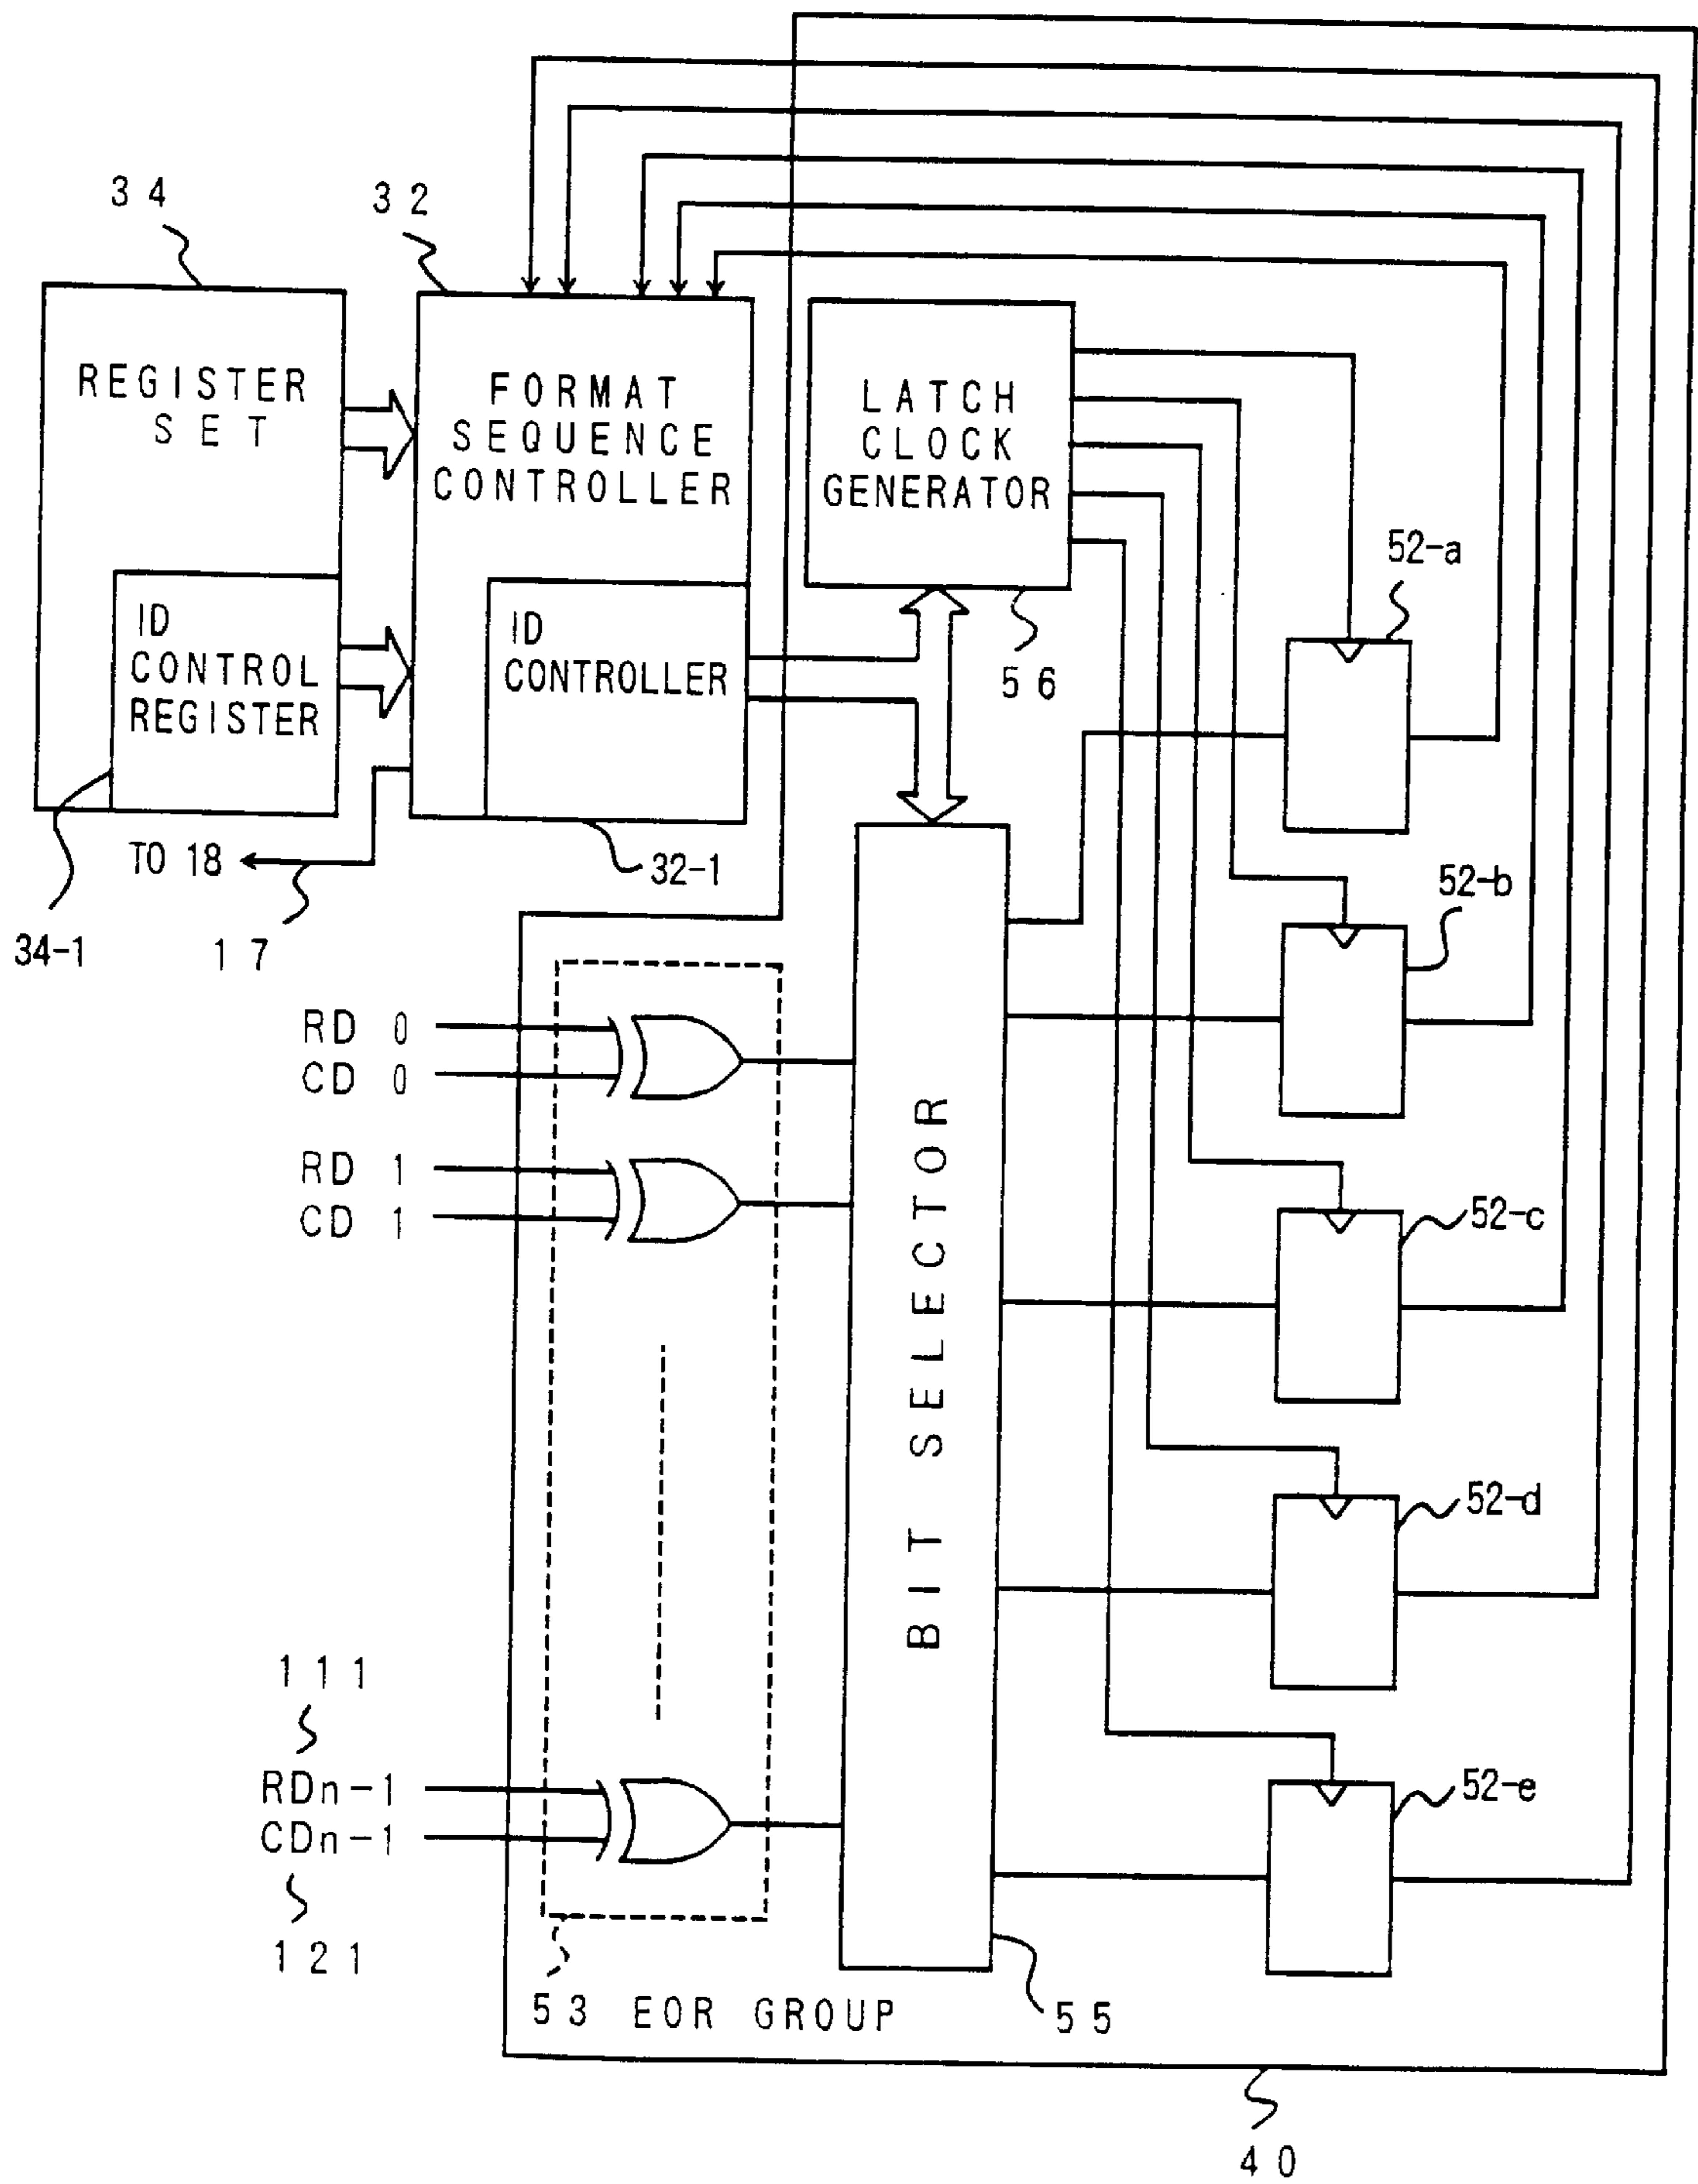 34
32
REGISTER
SET
FORMAT
SEQUENCE
CONTROLLER
LATCH
CLOCK
GENERATOR
52-a
ID
CONTROL
REGISTER
ID
CONTROLLER
56
TO 18
32-1
52-b
34-1
17
RD 0
CD 0
RD 1
CD 1
BIT SELECTOR
52-c
52-d
111
RDn-1
CDn-1
52-e
121
53 EOR GROUP
55
40